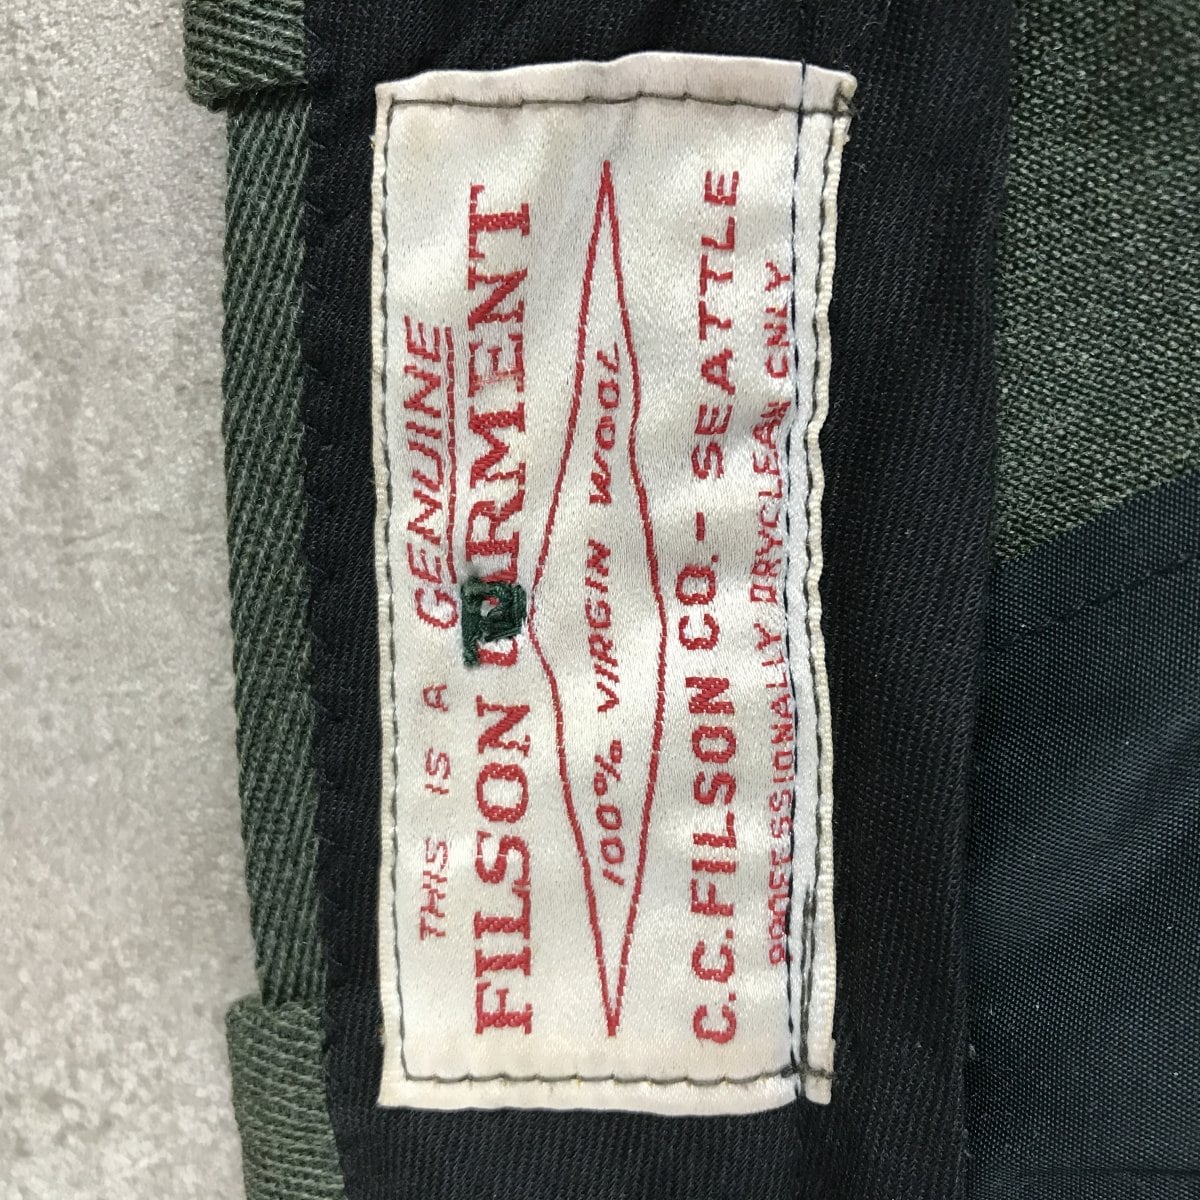 THIS IS A GENUINE
FILSON GARMENT
100% VIRGIN WOOL
C.C.FILSON CO.- SEATTLE
PROFESSIONALLY DRYCLEAN ONLY